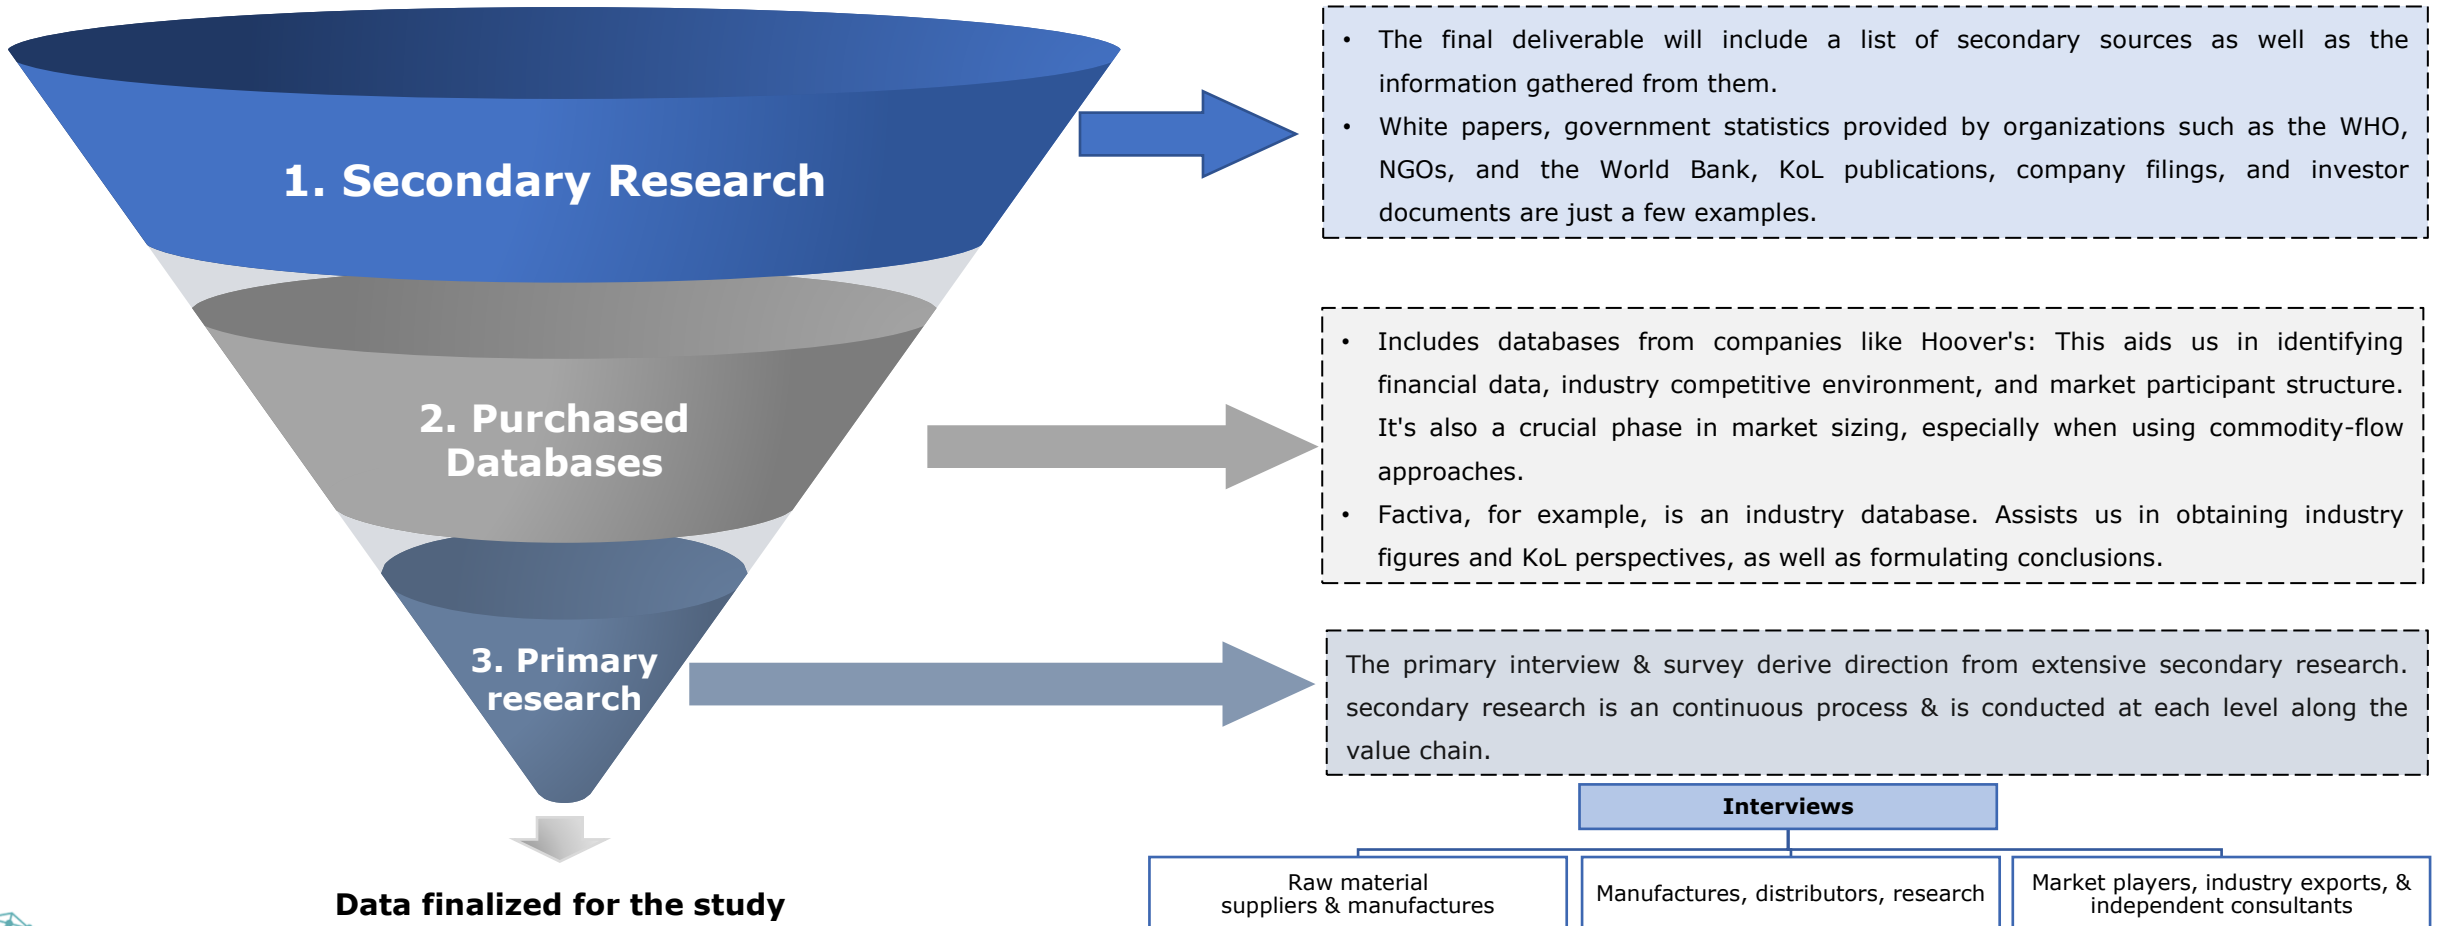 1. Secondary Research
• The final deliverable will include a list of secondary sources as well as the
information gathered from them.
• White papers, government statistics provided by organizations such as the WHO,
NGOs, and the World Bank, KoL publications, company filings, and investor
documents are just a few examples.
2. Purchased
Databases
• Includes databases from companies like Hoover's: This aids us in identifying
financial data, industry competitive environment, and market participant structure.
It's also a crucial phase in market sizing, especially when using commodity-flow
approaches.
• Factiva, for example, is an industry database. Assists us in obtaining industry
figures and KoL perspectives, as well as formulating conclusions.
3. Primary
research
The primary interview & survey derive direction from extensive secondary research.
secondary research is an continuous process & is conducted at each level along the
value chain.
Interviews
Raw material
suppliers & manufactures
Manufactures, distributors, research
Market players, industry exports, &
independent consultants
Data finalized for the study